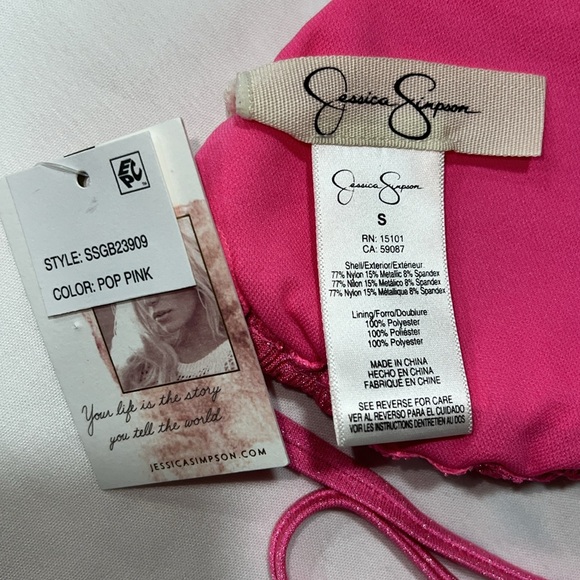 EPC
STYLE: SSGB23909
COLOR: POP PINK
Your life is the story
you tell the world.
JESSICASIMPSON.COM
Jessica Simpson
Jessica Simpson
S
RN: 15101
CA: 59087
Shell/Exterior/Extérieur:
77% Nylon 15% Metallic 8% Spandex
77% Nilon 15% Metálico 8% Spandex
77% Nylon 15% Métallique 8% Spandex
Lining/Forro/Doublure
100% Polyester
100% Poliéster
100% Polyester
MADE IN CHINA
HECHO EN CHINA
FABRIQUÉ EN CHINE
SEE REVERSE FOR CARE
VER AL REVERSO PARA EL CUIDADO
VOIR LES INSTRUCTIONS D'ENTRETIEN AU DOS